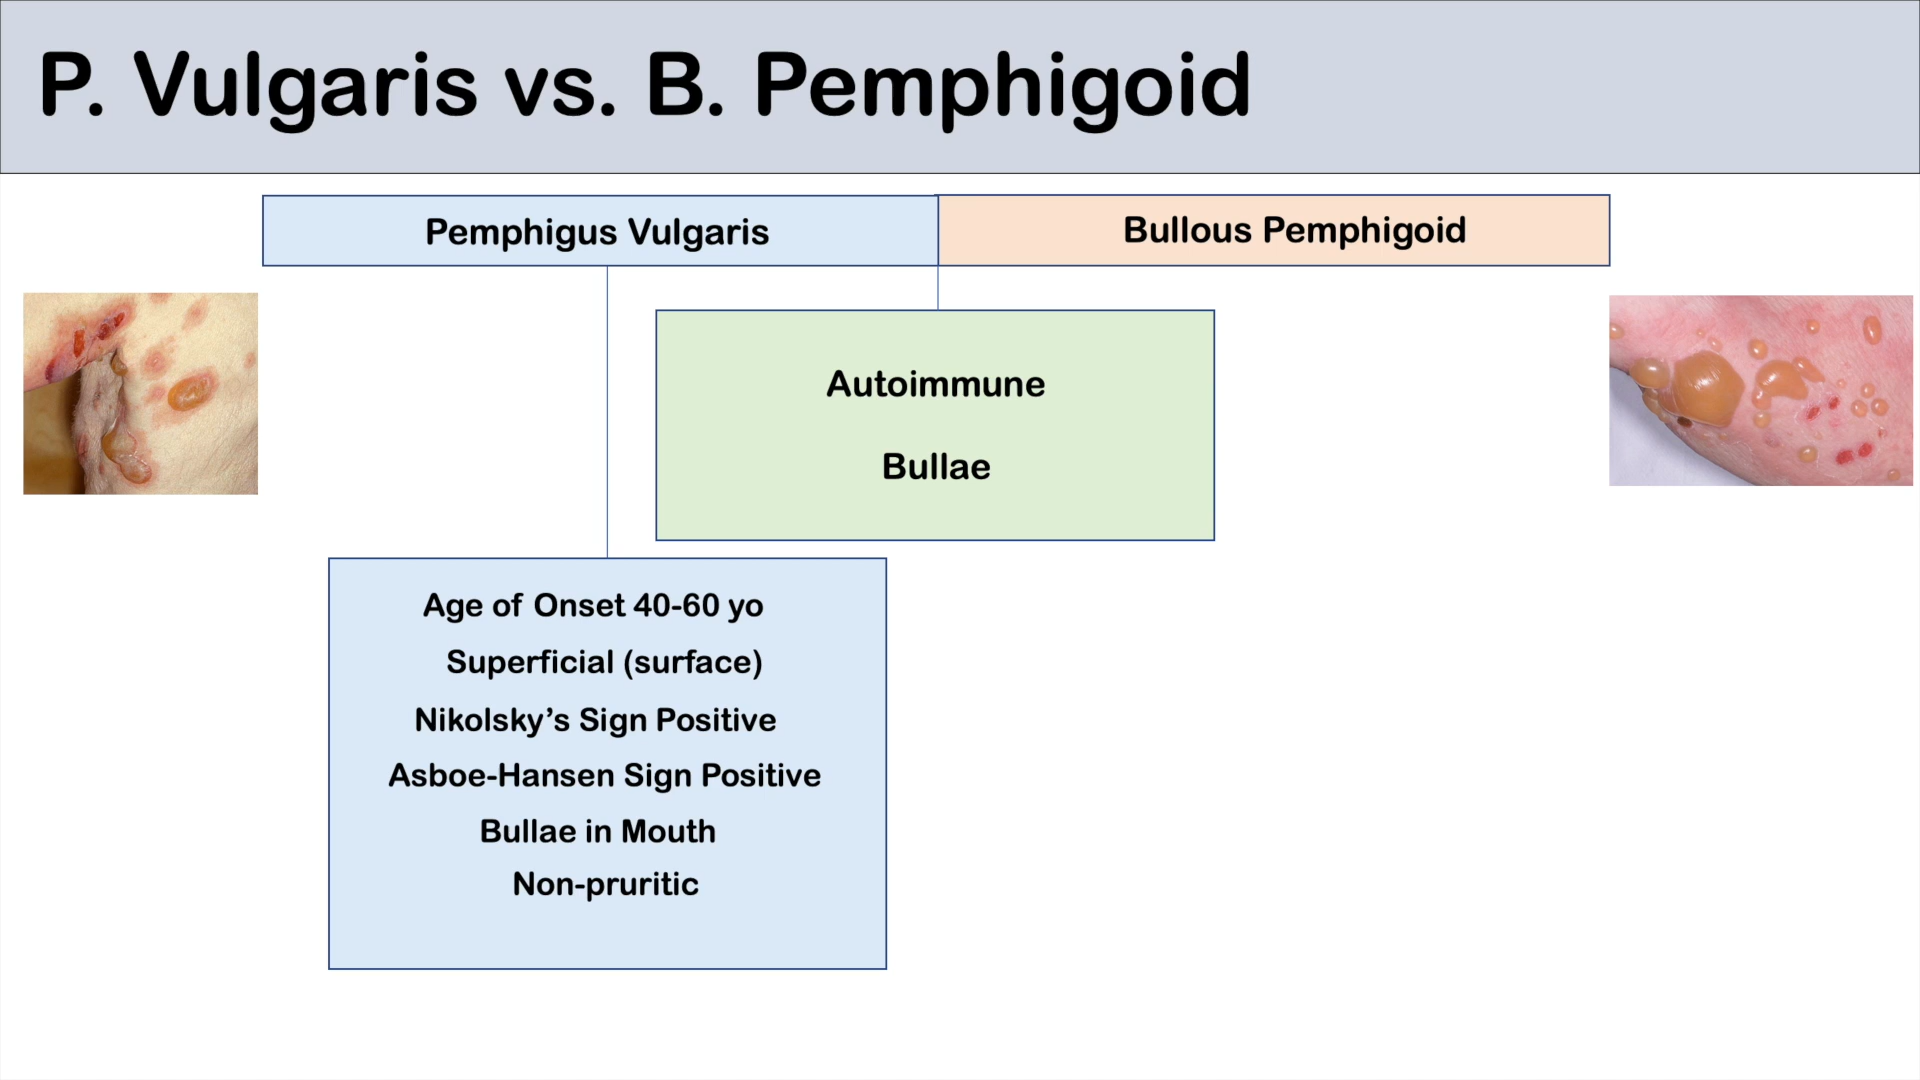 P. Vulgaris vs. B. Pemphigoid
Pemphigus Vulgaris
Bullous Pemphigoid
Autoimmune
Bullae
Age of Onset 40-60 yo
Superficial (surface)
Nikolsky’s Sign Positive
Asboe-Hansen Sign Positive
Bullae in Mouth
Non-pruritic